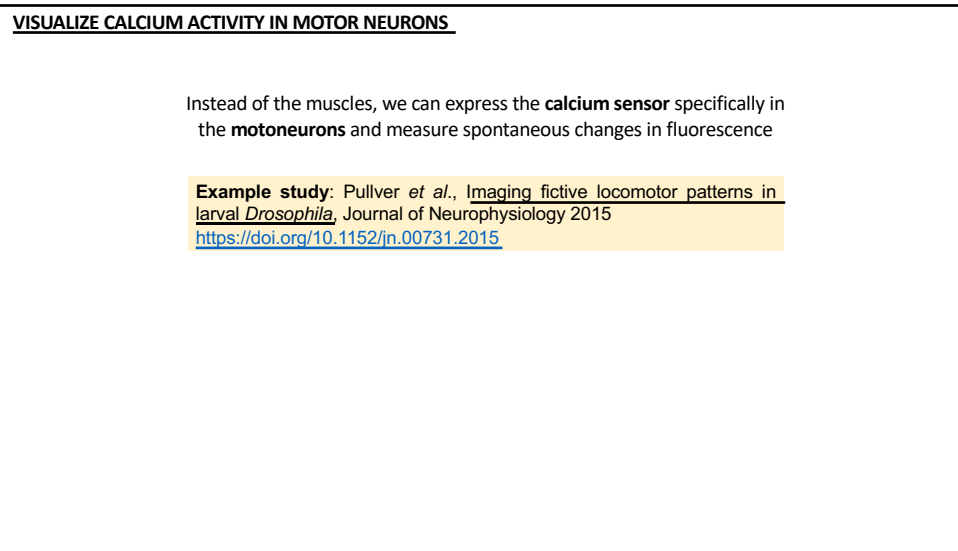 VISUALIZE CALCIUM ACTIVITY IN MOTOR NEURONS
Instead of the muscles, we can express the calcium sensor specifically in
the motoneurons and measure spontaneous changes in fluorescence
Example study: Pullver et al., Imaging fictive locomotor patterns in
larval Drosophila, Journal of Neurophysiology 2015
https://doi.org/10.1152/jn.00731.2015